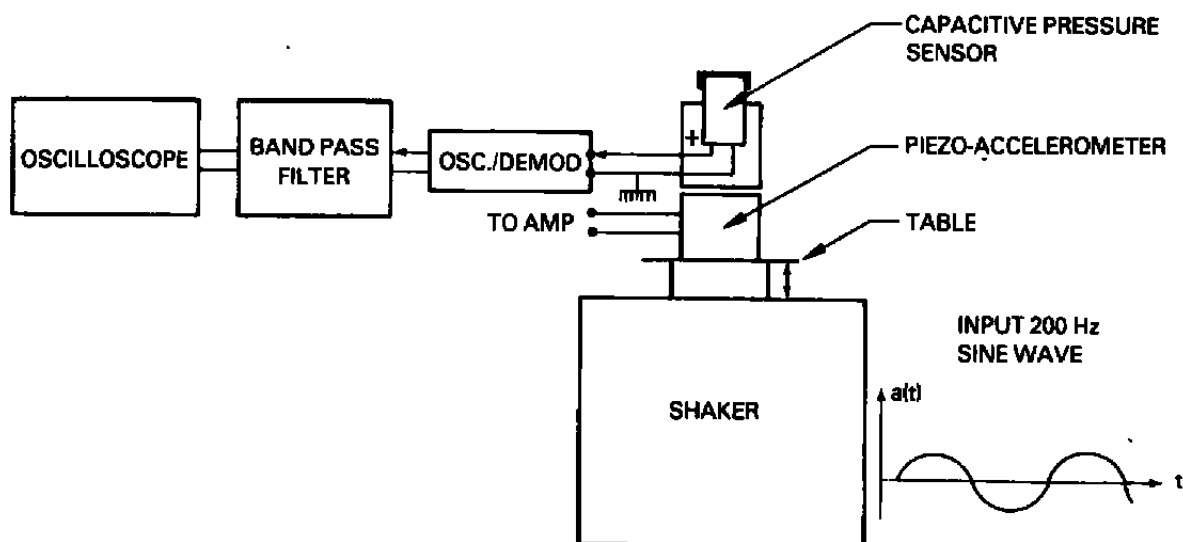 CAPACITIVE PRESSURE
SENSOR
OSCILLOSCOPE
BAND PASS
FILTER
OSC./DEMOD
+
PIEZO-ACCELEROMETER
TO AMP
TABLE
INPUT 200 Hz
SINE WAVE
SHAKER
a(t)
t